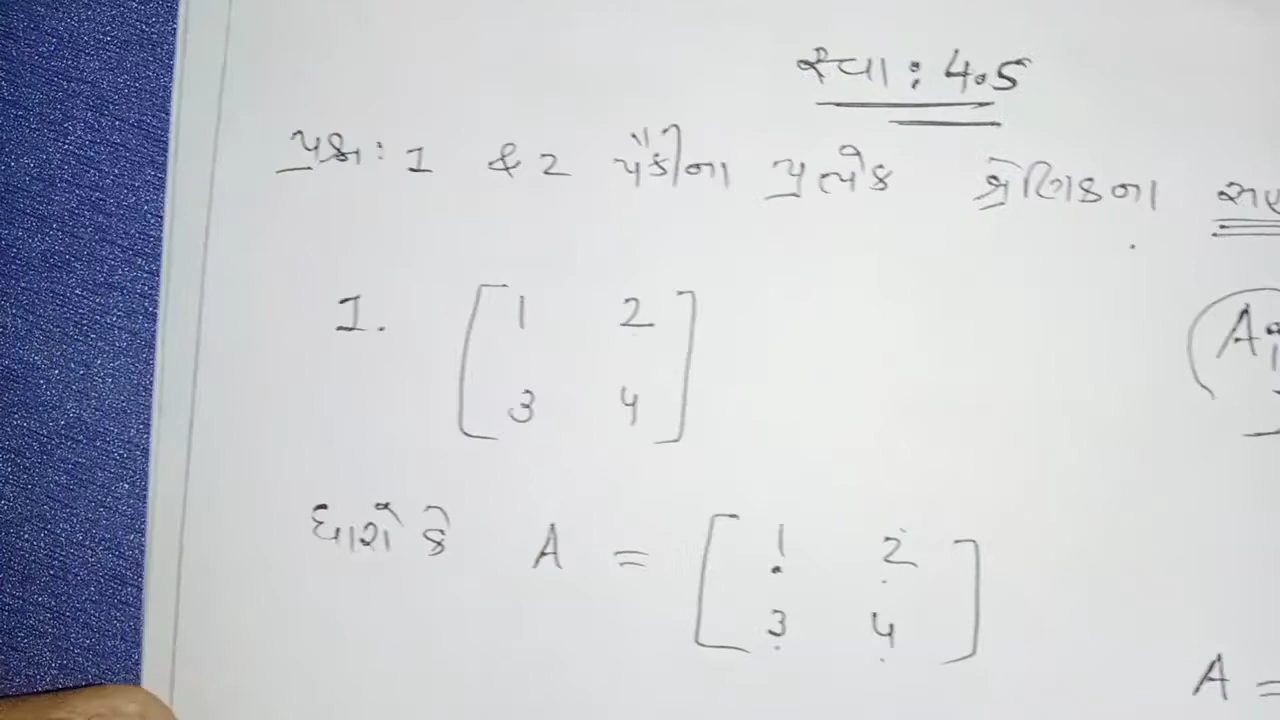 સ્વા: 4.5
પ્રશ્ન: 1 & 2 પૈકીના પ્રત્યેક શ્રેણિકના
1. [1 2
3 4]
ધારો કે A = [1 2
3 4]
A =